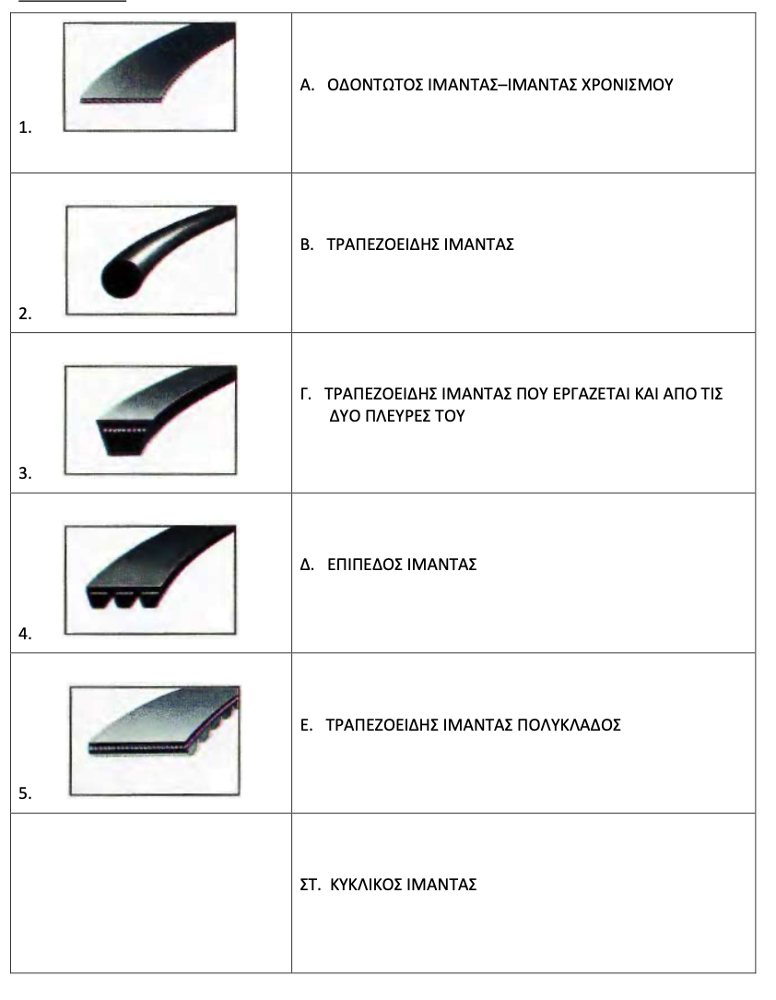 Α. ΟΔΟΝΤΩΤΟΣ ΙΜΑΝΤΑΣ–ΙΜΑΝΤΑΣ ΧΡΟΝΙΣΜΟΥ
1.
Β. ΤΡΑΠΕΖΟΕΙΔΗΣ ΙΜΑΝΤΑΣ
2.
Γ. ΤΡΑΠΕΖΟΕΙΔΗΣ ΙΜΑΝΤΑΣ ΠΟΥ ΕΡΓΑΖΕΤΑΙ ΚΑΙ ΑΠΟ ΤΙΣ
ΔΥΟ ΠΛΕΥΡΕΣ ΤΟΥ
3.
Δ. ΕΠΙΠΕΔΟΣ ΙΜΑΝΤΑΣ
4.
Ε. ΤΡΑΠΕΖΟΕΙΔΗΣ ΙΜΑΝΤΑΣ ΠΟΛΥΚΛΑΔΟΣ
5.
ΣΤ. ΚΥΚΛΙΚΟΣ ΙΜΑΝΤΑΣ